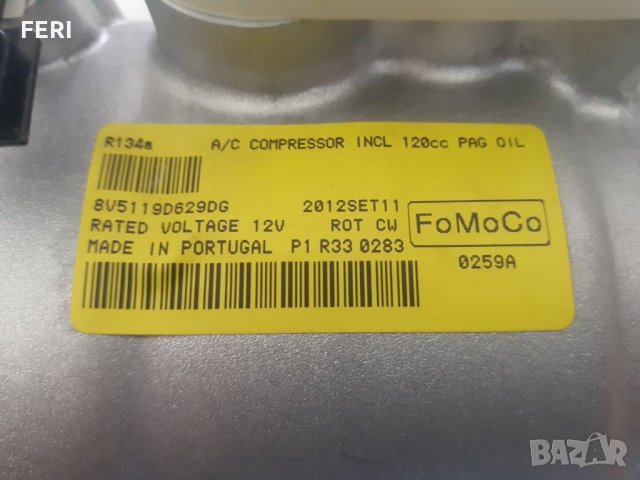 FERI
R134a A/C COMPRESSOR INCL 120cc PAG OIL
8V5119D629DG 2012SET11
RATED VOLTAGE 12V ROT CW
MADE IN PORTUGAL P1 R33 0283
FoMoCo
0259A
BAZAR